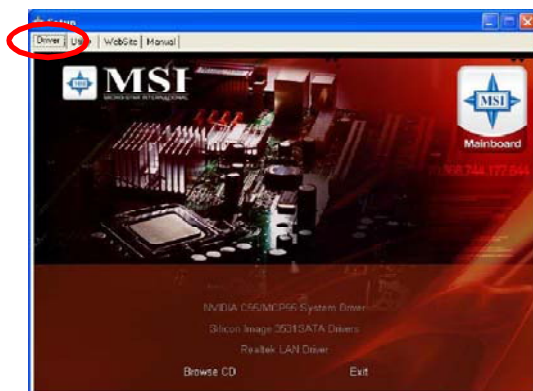 Setup
Driver Utility WebSite Manual
MSI
MICRO-STAR INTERNATIONAL
MSI
Mainboard
NVIDIA C55/MCP55 System Driver
Silicon Image 3531SATA Drivers
Realtek LAN Driver
Browse CD Exit